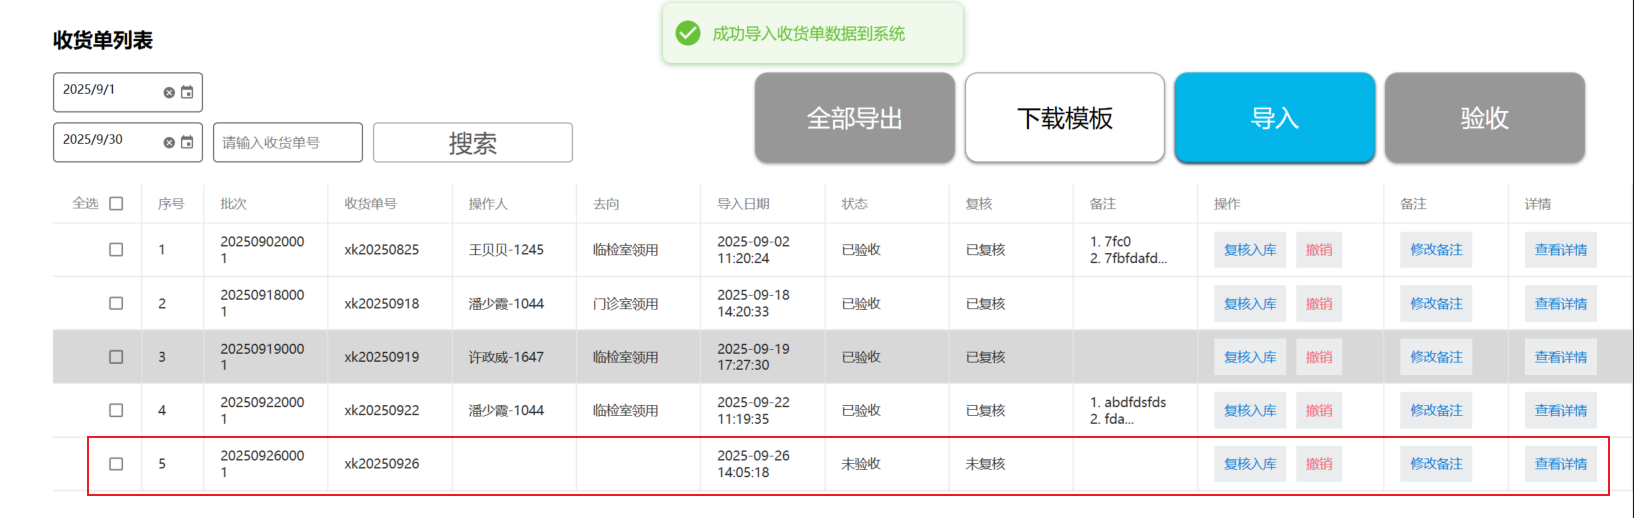 成功导入收货单数据到系统
收货单列表
2025/9/1
2025/9/30
请输入收货单号
搜索
全部导出
下载模板
导入
验收
全选 序号 批次 收货单号 操作人 去向 导入日期 状态 复核 备注 操作 备注 详情
1 20250902000 xk20250825 王贝贝-1245 临检室领用 2025-09-02 已验收 已复核 1. 7fc0 复核入库 撤销 修改备注 查看详情
1 11:20:24 2. 7fbfdafd...
2 20250918000 xk20250918 潘少霞-1044 门诊室领用 2025-09-18 已验收 已复核 复核入库 撤销 修改备注 查看详情
1 14:20:33
3 20250919000 xk20250919 许政威-1647 临检室领用 2025-09-19 已验收 已复核 复核入库 撤销 修改备注 查看详情
1 17:27:30
4 20250922000 xk20250922 潘少霞-1044 临检室领用 2025-09-22 已验收 已复核 1. abdfdsfds 复核入库 撤销 修改备注 查看详情
1 11:19:35 2. fda...
5 20250926000 xk20250926 2025-09-26 未验收 未复核 复核入库 撤销 修改备注 查看详情
1 14:05:18